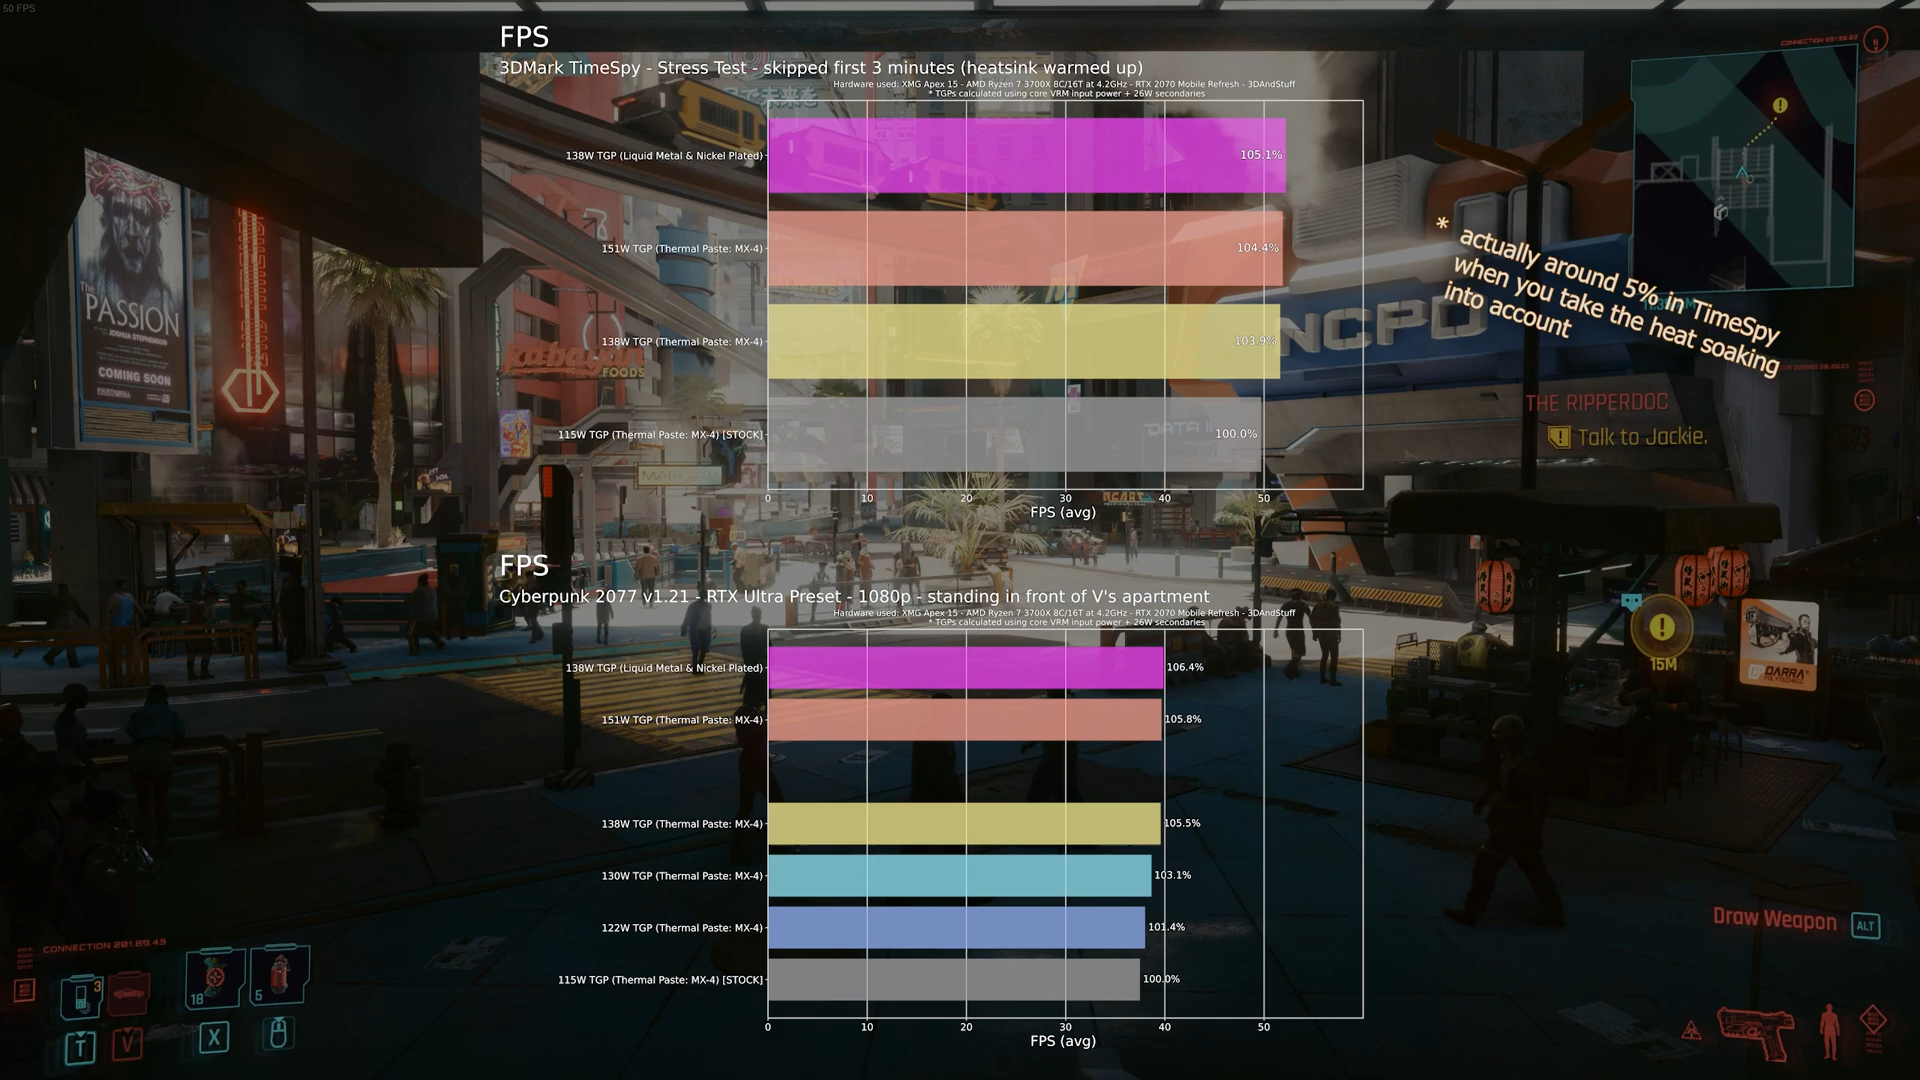 50 FPS
FPS
3DMark TimeSpy - Stress Test - skipped first 3 minutes (heatsink warmed up)
Hardware used: XMG Apex 15 - AMD Ryzen 7 3700X 8C/16T at 4.2GHz - RTX 2070 Mobile Refresh - 3DAndStuff
* TGPs calculated using core VRM input power + 26W secondaries
138W TGP (Liquid Metal & Nickel Plated)
105.1%
151W TGP (Thermal Paste: MX-4)
104.4%
138W TGP (Thermal Paste: MX-4)
103.9%
115W TGP (Thermal Paste: MX-4) [STOCK]
100.0%
0 10 20 30 40 50
FPS (avg)
* actually around 5% in TimeSpy
when you take the heat soaking
into account
NCPD
THE RIPPERDOC
Talk to Jackie.
The
PASSION
JOSHUA STEPHENSON
COMING SOON
FOODS
FPS
Cyberpunk 2077 v1.21 - RTX Ultra Preset - 1080p - standing in front of V's apartment
Hardware used: XMG Apex 15 - AMD Ryzen 7 3700X 8C/16T at 4.2GHz - RTX 2070 Mobile Refresh - 3DAndStuff
* TGPs calculated using core VRM input power + 26W secondaries
138W TGP (Liquid Metal & Nickel Plated)
106.4%
151W TGP (Thermal Paste: MX-4)
105.8%
138W TGP (Thermal Paste: MX-4)
105.5%
130W TGP (Thermal Paste: MX-4)
103.1%
122W TGP (Thermal Paste: MX-4)
101.4%
115W TGP (Thermal Paste: MX-4) [STOCK]
100.0%
0 10 20 30 40 50
FPS (avg)
15M
DARRA
POLYTECHNIC
Draw Weapon ALT
CONNECTION 201.89.43
3
18
5
T
V
X